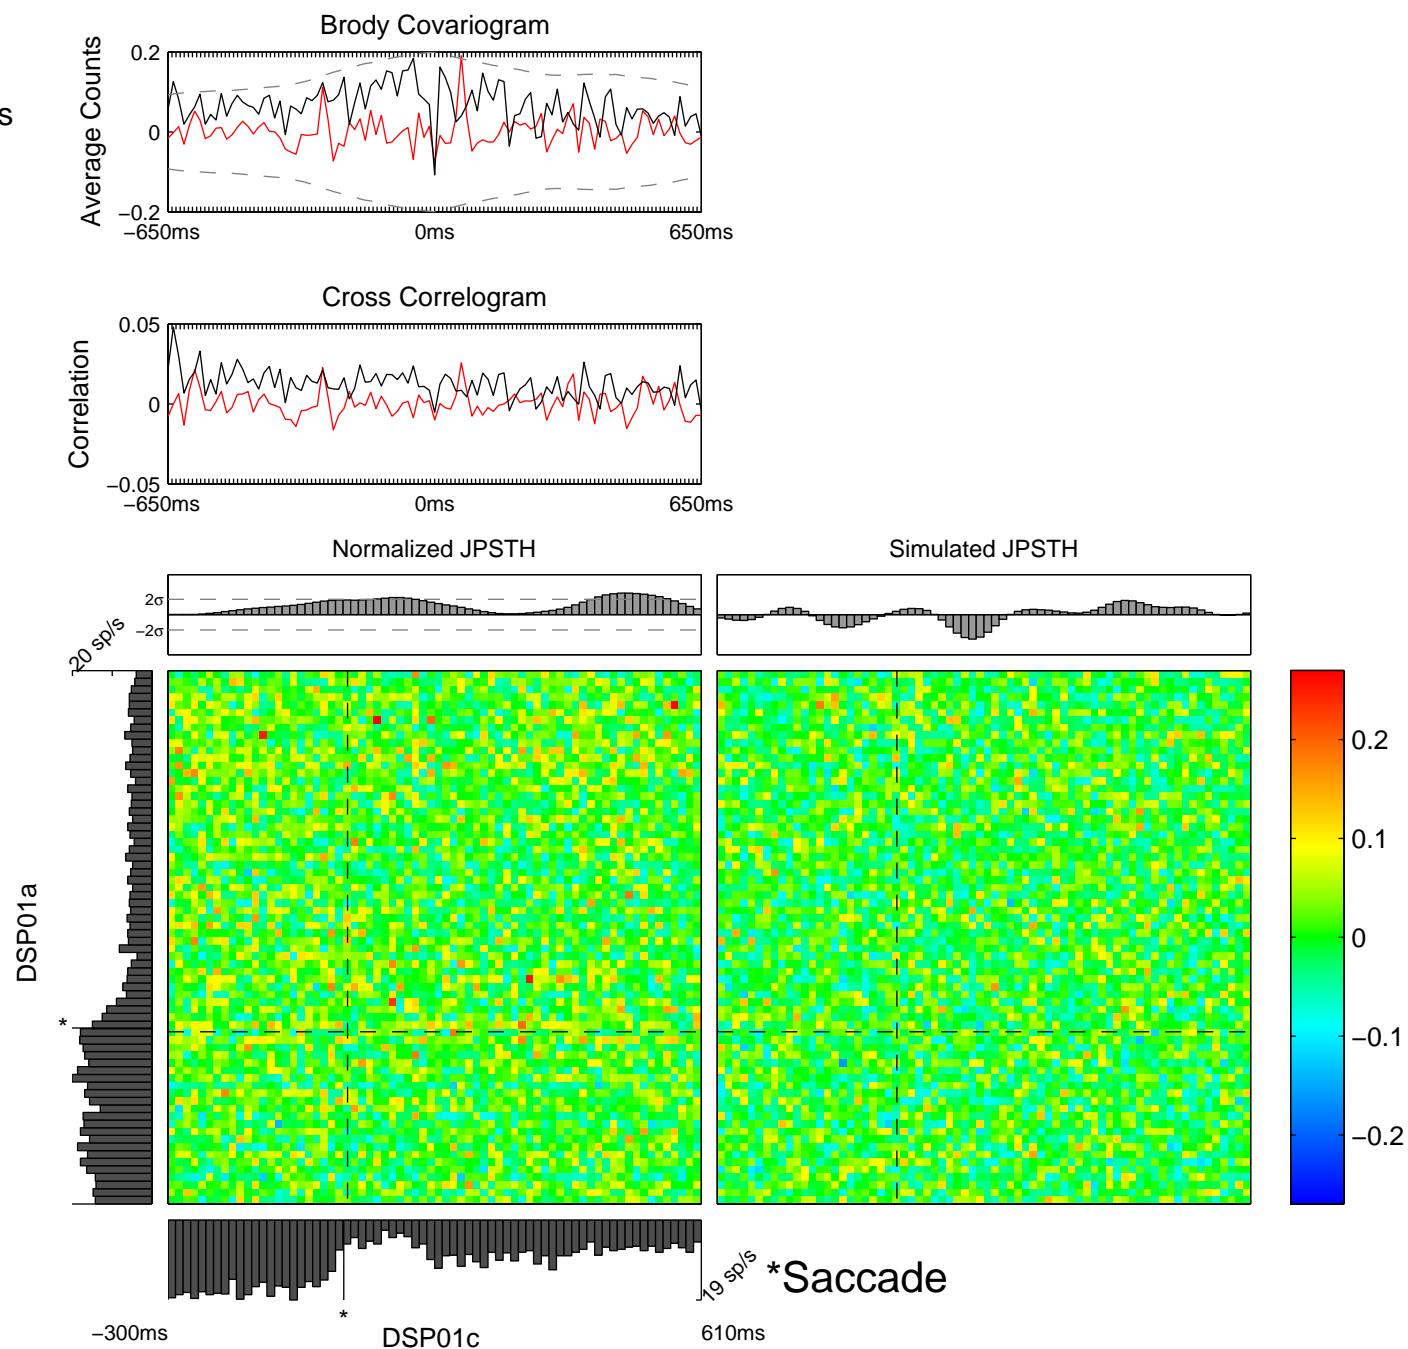 Brody Covariogram
Average Counts
s
0.2
0
−0.2
−650ms
0ms
650ms
Cross Correlogram
Correlation
0.05
0
−0.05
−650ms
0ms
650ms
Normalized JPSTH
Simulated JPSTH
2σ
−2σ
20 sp/s
DSP01a
*
0.2
0.1
0
−0.1
−0.2
19 sp/s
*Saccade
*
−300ms
DSP01c
610ms